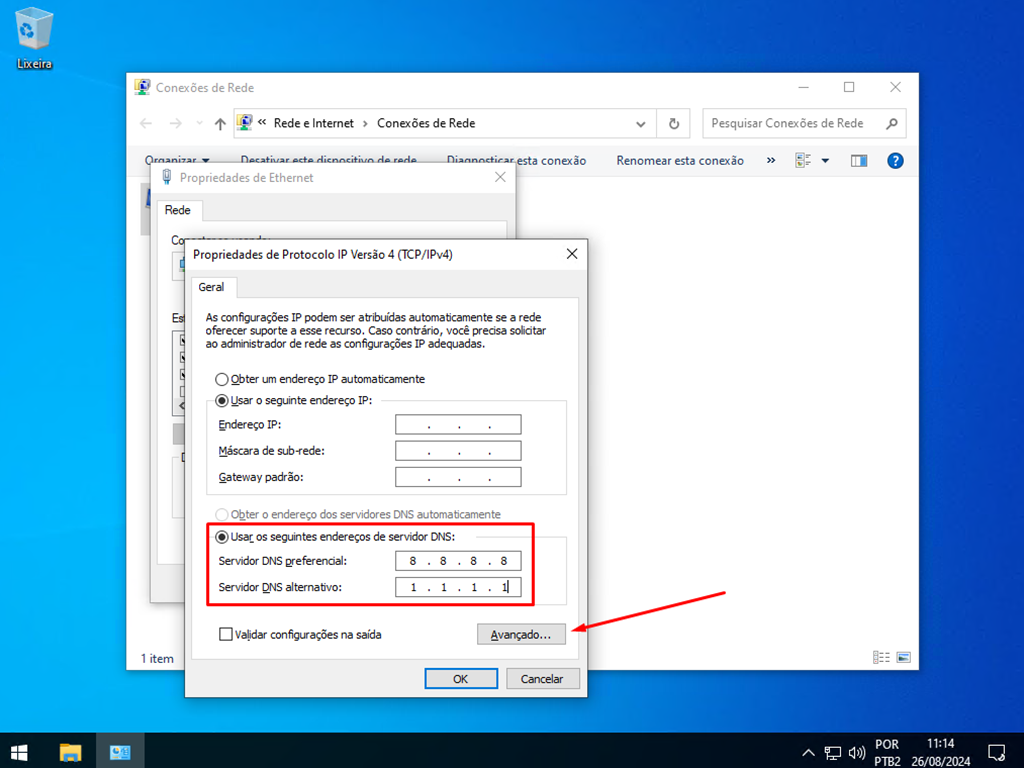 Lixeira
Conexões de Rede
« Rede e Internet › Conexões de Rede
Pesquisar Conexões de Rede
Organizar
Desativar este dispositivo de rede
Diagnosticar esta conexão
Renomear esta conexão
»
Propriedades de Ethernet
Rede
Propriedades de Protocolo IP Versão 4 (TCP/IPv4)
Geral
As configurações IP podem ser atribuídas automaticamente se a rede
oferecer suporte a esse recurso. Caso contrário, você precisa solicitar
ao administrador de rede as configurações IP adequadas.
Obter um endereço IP automaticamente
Usar o seguinte endereço IP:
Endereço IP: . . .
Máscara de sub-rede: . . .
Gateway padrão: . . .
Obter o endereço dos servidores DNS automaticamente
Usar os seguintes endereços de servidor DNS:
Servidor DNS preferencial: 8 . 8 . 8 . 8
Servidor DNS alternativo: 1 . 1 . 1 . 1
Validar configurações na saída
Avançado...
OK
Cancelar
1 item
POR
PTB2
11:14
26/08/2024